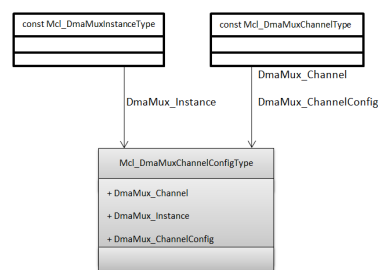 const Mcl_DmaMuxInstanceType
const Mcl_DmaMuxChannelType
DmaMux_Channel
DmaMux_Instance
DmaMux_ChannelConfig
Mcl_DmaMuxChannelConfigType
+ DmaMux_Channel
+ DmaMux_Instance
+ DmaMux_ChannelConfig